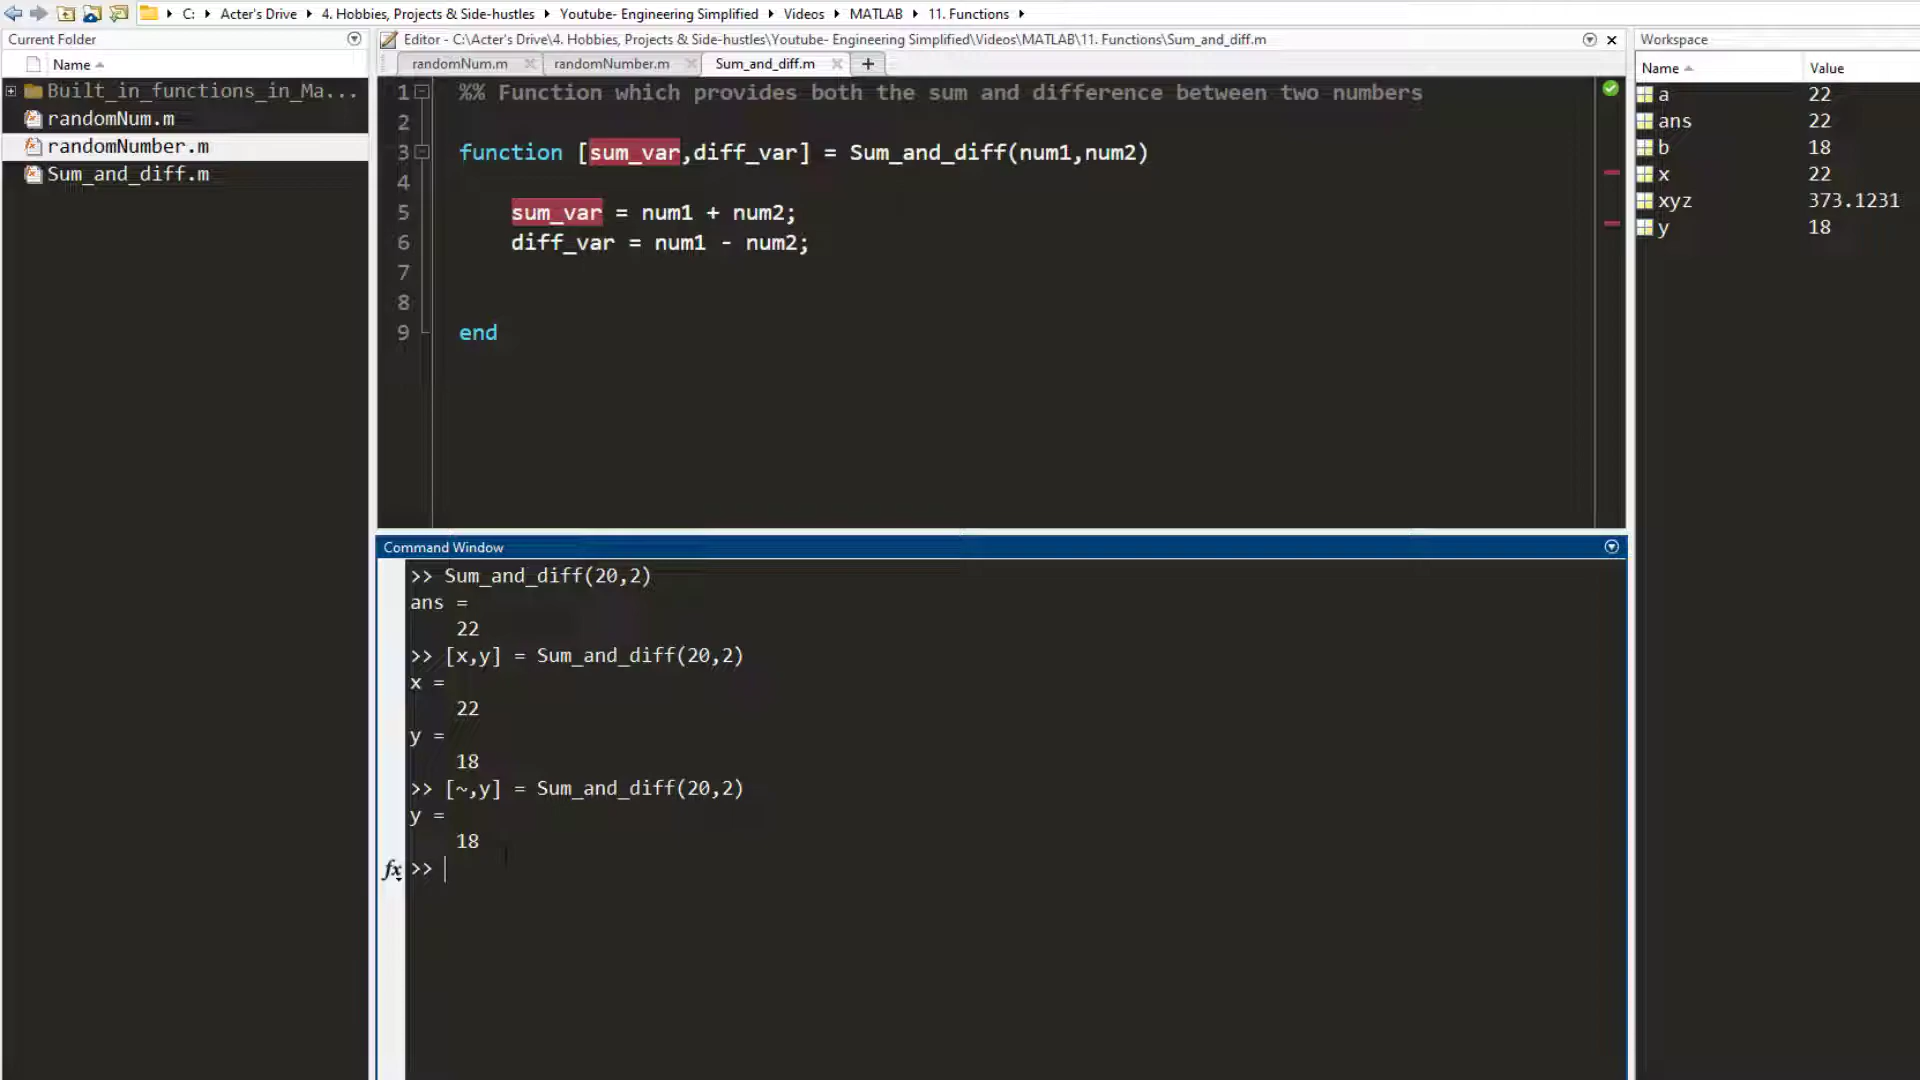 C: Acter's Drive 4. Hobbies, Projects & Side-hustles Youtube- Engineering Simplified Videos MATLAB 11. Functions
Current Folder
Name
Built_in_functions_in_Ma...
randomNum.m
randomNumber.m
Sum_and_diff.m
Editor - C:\Acter's Drive\4. Hobbies, Projects & Side-hustles\Youtube- Engineering Simplified\Videos\MATLAB\11. Functions\Sum_and_diff.m
randomNum.m randomNumber.m Sum_and_diff.m +
1 %% Function which provides both the sum and difference between two numbers
2
3 function [sum_var,diff_var] = Sum_and_diff(num1,num2)
4
5 sum_var = num1 + num2;
6 diff_var = num1 - num2;
7
8
9 end
Command Window
>> Sum_and_diff(20,2)
ans =
22
>> [x,y] = Sum_and_diff(20,2)
x =
22
y =
18
>> [~,y] = Sum_and_diff(20,2)
y =
18
fx >>
Workspace
Name Value
a 22
ans 22
b 18
x 22
xyz 373.1231
y 18